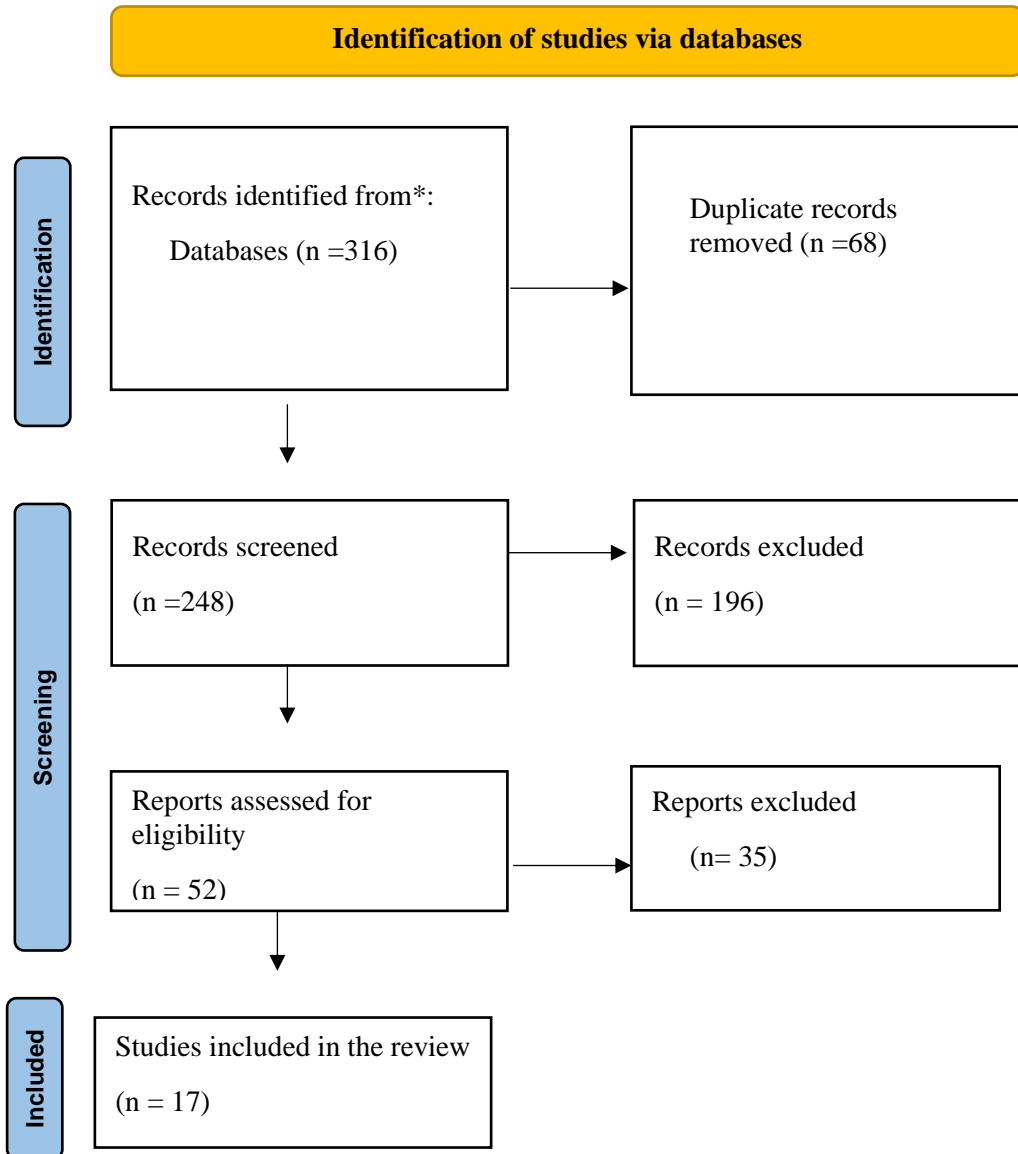 Identification of studies via databases
Identification
Records identified from*:
Databases (n =316)
Duplicate records
removed (n =68)
Screening
Records screened
(n =248)
Records excluded
(n = 196)
Reports assessed for
eligibility
(n = 52)
Reports excluded
(n= 35)
Included
Studies included in the review
(n = 17)